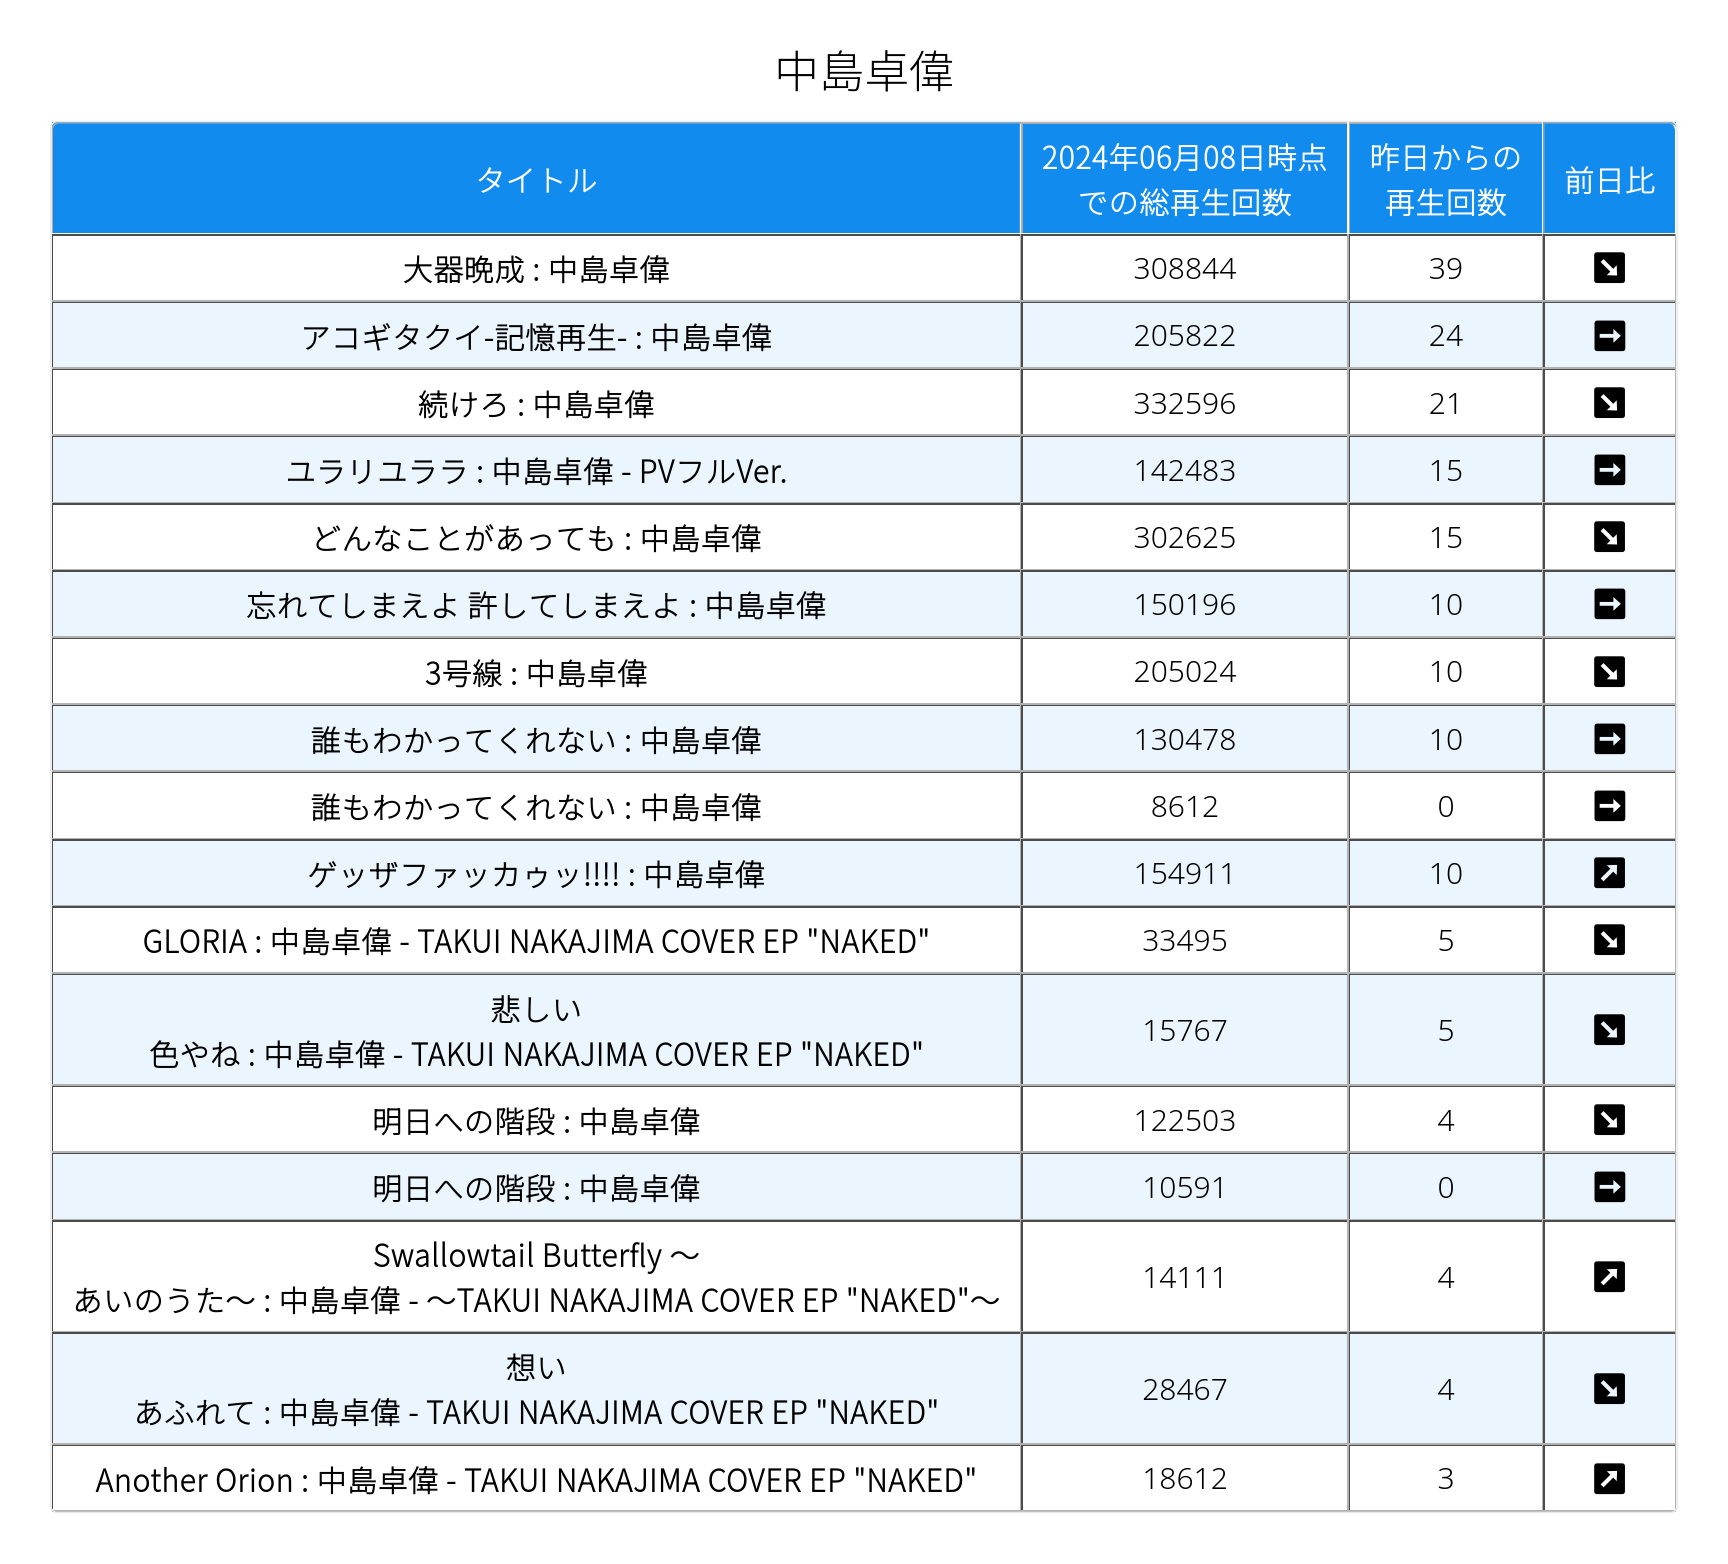 中島卓偉
タイトル
2024年06月08日時点
での総再生回数
昨日からの
再生回数
前日比
大器晩成 : 中島卓偉 308844 39 ↘
アコギタクイ-記憶再生- : 中島卓偉 205822 24 →
続けろ : 中島卓偉 332596 21 ↘
ユラリユララ : 中島卓偉 - PVフルVer. 142483 15 →
どんなことがあっても : 中島卓偉 302625 15 ↘
忘れてしまえよ 許してしまえよ : 中島卓偉 150196 10 →
3号線 : 中島卓偉 205024 10 ↘
誰もわかってくれない : 中島卓偉 130478 10 →
誰もわかってくれない : 中島卓偉 8612 0 →
ゲッザファッカゥッ!!!! : 中島卓偉 154911 10 ↗
GLORIA : 中島卓偉 - TAKUI NAKAJIMA COVER EP "NAKED" 33495 5 ↘
悲しい
色やね : 中島卓偉 - TAKUI NAKAJIMA COVER EP "NAKED" 15767 5 ↘
明日への階段 : 中島卓偉 122503 4 ↘
明日への階段 : 中島卓偉 10591 0 →
Swallowtail Butterfly ～
あいのうた～ : 中島卓偉 - ～TAKUI NAKAJIMA COVER EP "NAKED"～ 14111 4 ↗
想い
あふれて : 中島卓偉 - TAKUI NAKAJIMA COVER EP "NAKED" 28467 4 ↘
Another Orion : 中島卓偉 - TAKUI NAKAJIMA COVER EP "NAKED" 18612 3 ↗